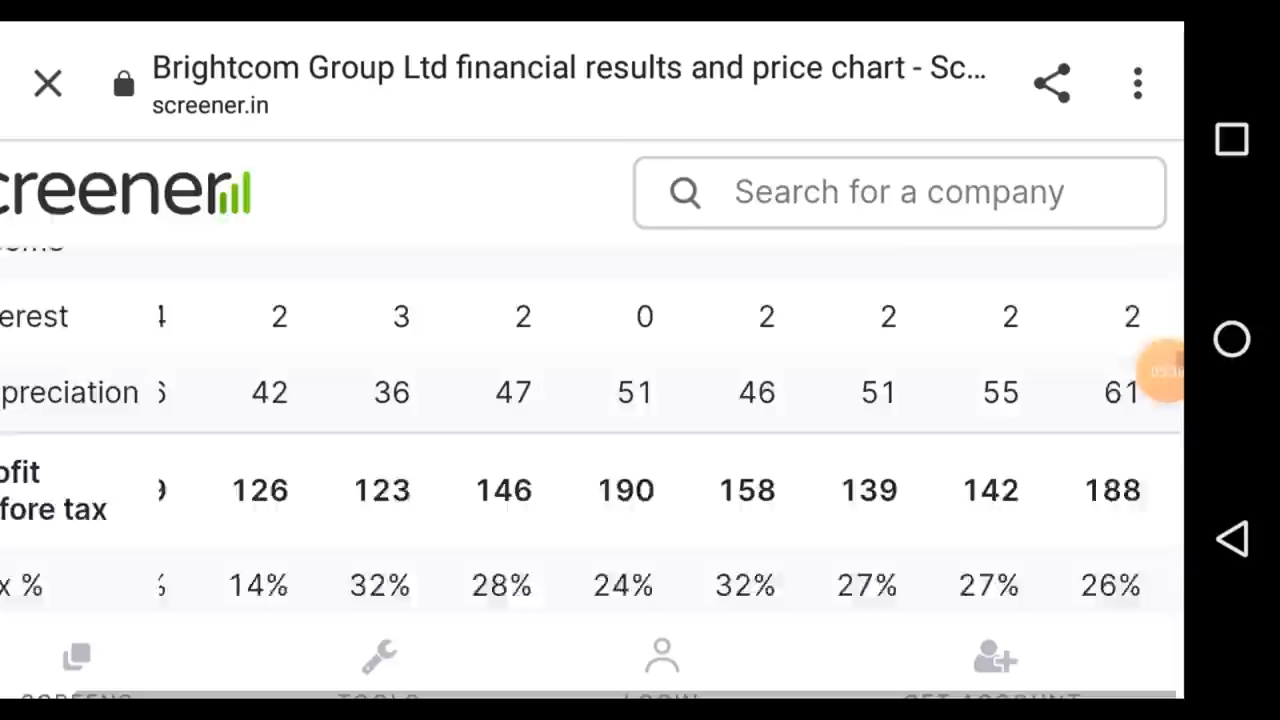 Brightcom Group Ltd financial results and price chart - Sc...
screener.in
creener
Search for a company
erest 2 3 2 0 2 2 2 2
preciation 42 36 47 51 46 51 55 61
ofit
fore tax 126 123 146 190 158 139 142 188
x % 14% 32% 28% 24% 32% 27% 27% 26%